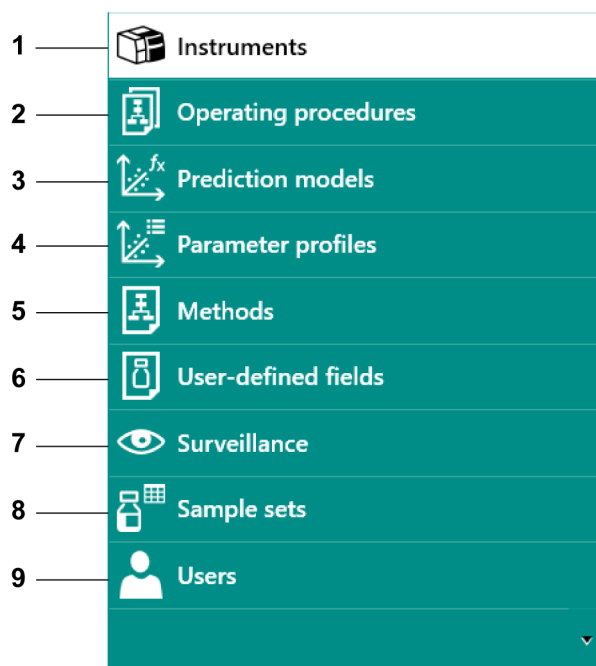 1 Instruments
2 Operating procedures
3 fx Prediction models
4 Parameter profiles
5 Methods
6 User-defined fields
7 Surveillance
8 Sample sets
9 Users